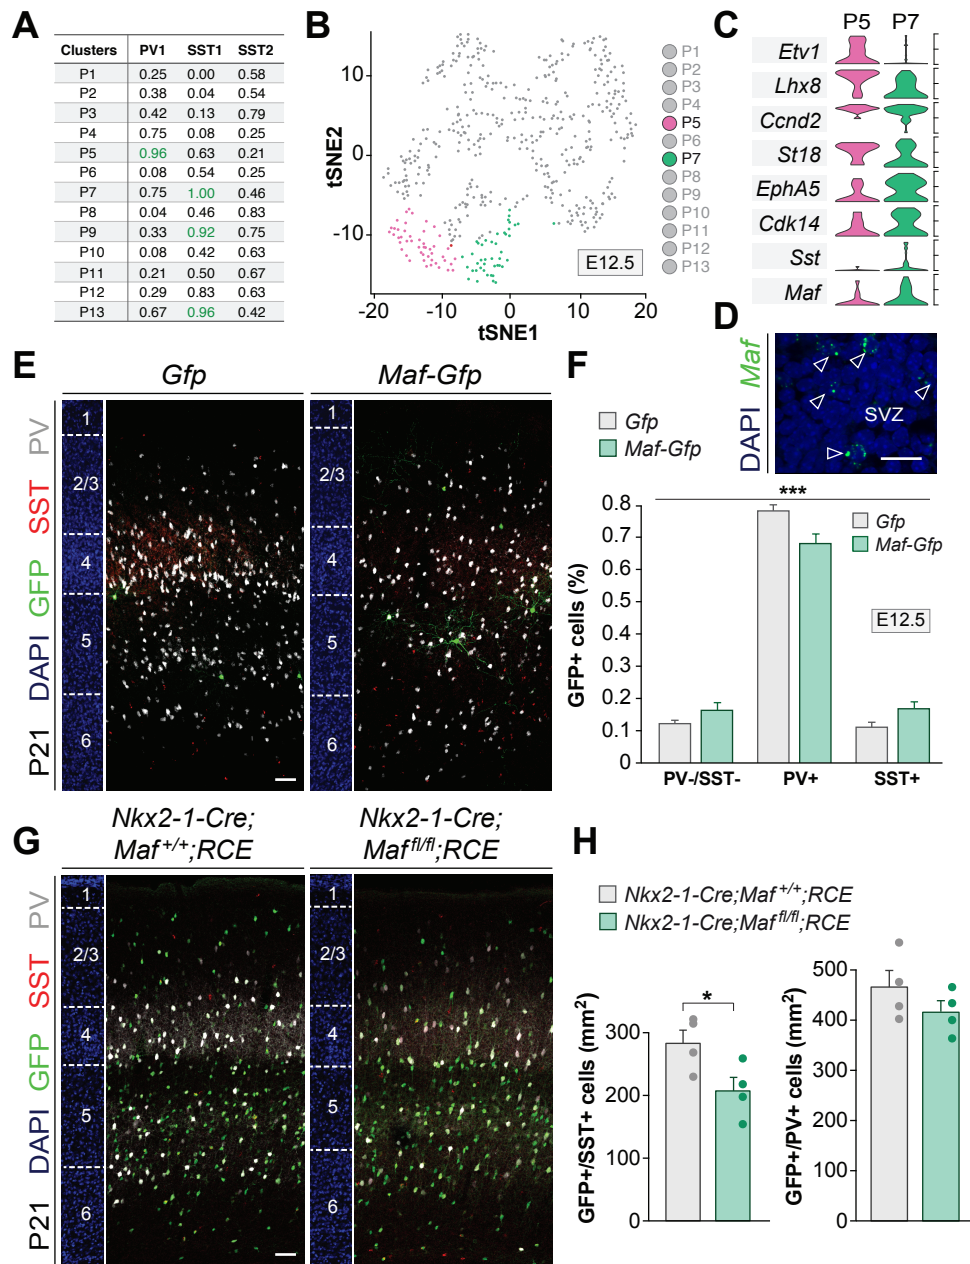 A
Clusters PV1 SST1 SST2
P1 0.25 0.00 0.58
P2 0.38 0.04 0.54
P3 0.42 0.13 0.79
P4 0.75 0.08 0.25
P5 0.96 0.63 0.21
P6 0.08 0.54 0.25
P7 0.75 1.00 0.46
P8 0.04 0.46 0.83
P9 0.33 0.92 0.75
P10 0.08 0.42 0.63
P11 0.21 0.50 0.67
P12 0.29 0.83 0.63
P13 0.67 0.96 0.42
B
tSNE2
10
0
-10
-20 -10 0 10 20
tSNE1
E12.5
P1
P2
P3
P4
P5
P6
P7
P8
P9
P10
P11
P12
P13
C
P5 P7
Etv1
Lhx8
Ccnd2
St18
EphA5
Cdk14
Sst
Maf
D
DAPI Maf
SVZ
E
Gfp Maf-Gfp
P21 DAPI GFP SST PV
1
2/3
4
5
6
1
2/3
4
5
6
F
Gfp
Maf-Gfp
***
Gfp
Maf-Gfp
E12.5
GFP+ cells (%)
0.8
0.7
0.6
0.5
0.4
0.3
0.2
0.1
0
PV-/SST- PV+ SST+
G
Nkx2-1-Cre;
Maf+/+;RCE
Nkx2-1-Cre;
Maffl/fl;RCE
P21 DAPI GFP SST PV
1
2/3
4
5
6
1
2/3
4
5
6
H
Nkx2-1-Cre;Maf+/+;RCE
Nkx2-1-Cre;Maffl/fl;RCE
GFP+/SST+ cells (mm2)
300
200
100
0
*
GFP+/PV+ cells (mm2)
500
400
300
200
100
0